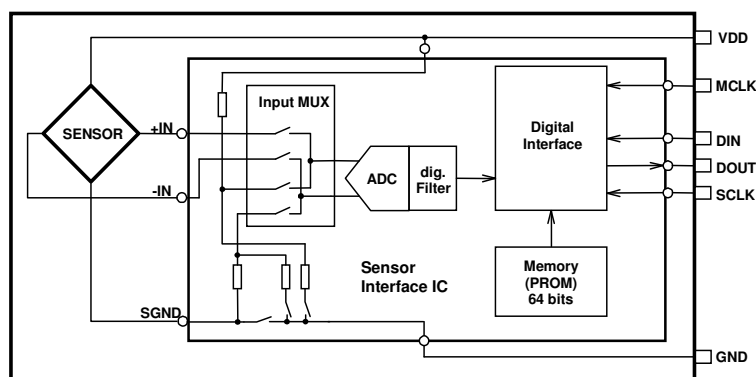 VDD
MCLK
Input MUX
SENSOR
+IN
Digital
Interface
DIN
DOUT
ADC
dig.
Filter
-IN
SCLK
Sensor
Interface IC
Memory
(PROM)
64 bits
SGND
GND